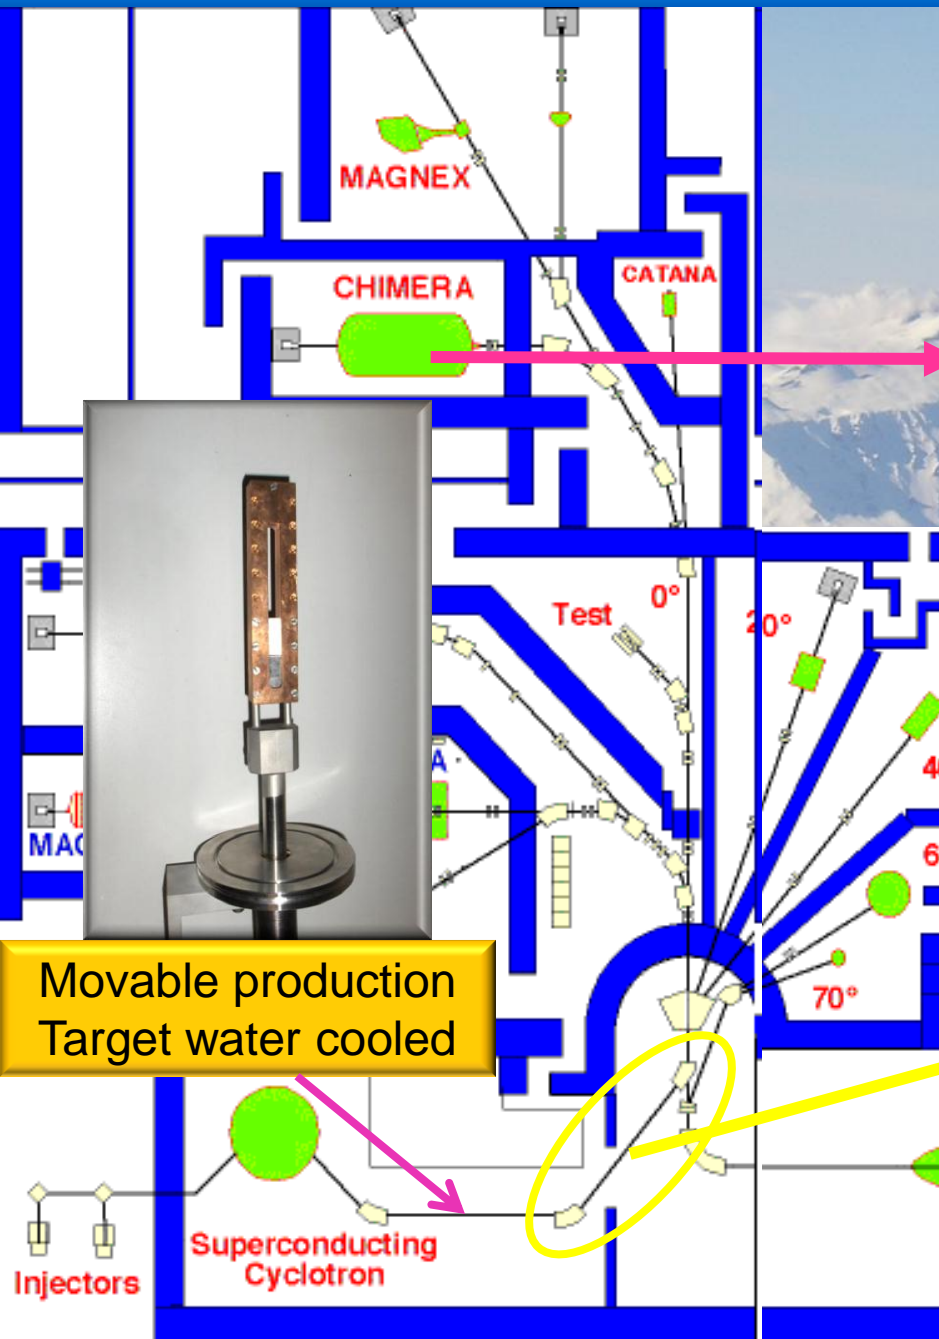 MAGNEX
CHIMERA
CATANA
Test
0°
20°
70°
Movable production
Target water cooled
Superconducting
Cyclotron
Injectors